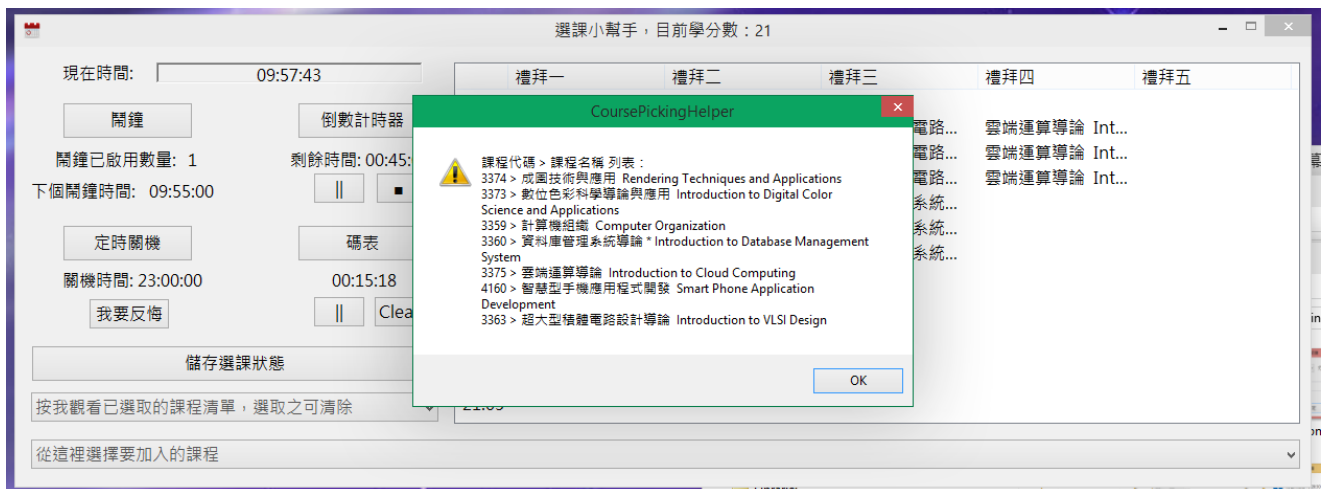 選課小幫手，目前學分數：21
現在時間: 09:57:43
禮拜一 禮拜二 禮拜三 禮拜四 禮拜五
鬧鐘 倒數計時器
鬧鐘已啟用數量: 1 剩餘時間: 00:45:
下個鬧鐘時間: 09:55:00
定時關機 碼表
關機時間: 23:00:00 00:15:18
我要反悔 || Clea
儲存選課狀態
按我觀看已選取的課程清單，選取之可清除
從這裡選擇要加入的課程
電路... 雲端運算導論 Int...
電路... 雲端運算導論 Int...
電路... 雲端運算導論 Int...
系統...
系統...
系統...
CoursePickingHelper
課程代碼 > 課程名稱 列表：
3374 > 成圖技術與應用 Rendering Techniques and Applications
3373 > 數位色彩科學導論與應用 Introduction to Digital Color
Science and Applications
3359 > 計算機組織 Computer Organization
3360 > 資料庫管理系統導論 * Introduction to Database Management
System
3375 > 雲端運算導論 Introduction to Cloud Computing
4160 > 智慧型手機應用程式開發 Smart Phone Application
Development
3363 > 超大型積體電路設計導論 Introduction to VLSI Design
OK